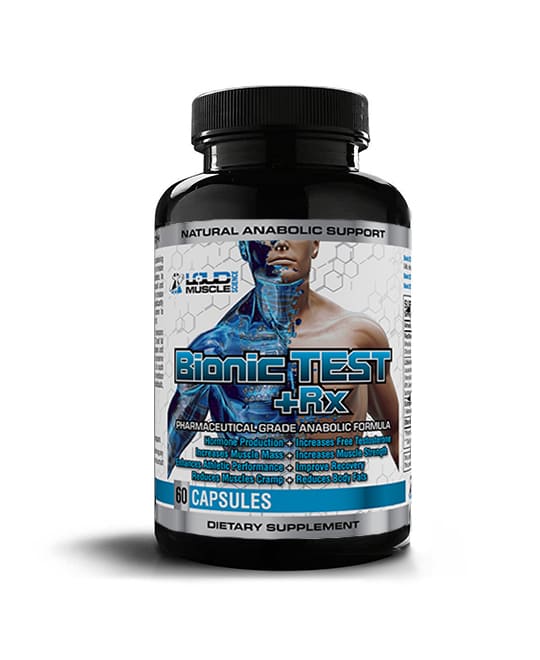 NATURAL ANABOLIC SUPPORT
LOUD
MUSCLE
SCIENCE
Bionic TEST
+Rx
PHARMACEUTICAL GRADE ANABOLIC FORMULA
Hormone Production + Increases Free Testosterone
Increases Muscle Mass + Increases Muscle Strength
Enhances Athletic Performance + Improve Recovery
Reduces Muscles Cramp + Reduces Body Fats
60 CAPSULES
DIETARY SUPPLEMENT